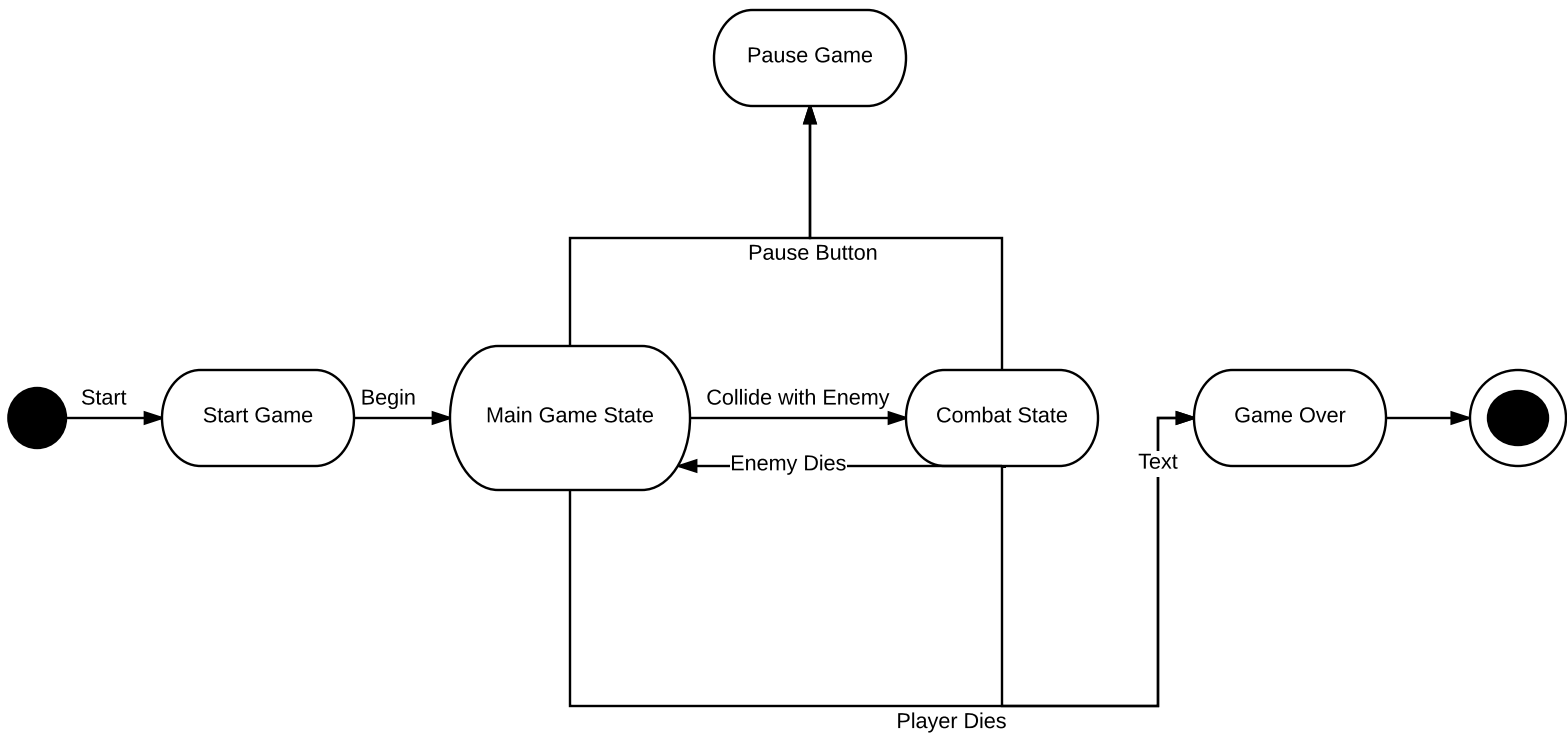 Pause Game
Pause Button
Start
Start Game
Begin
Main Game State
Collide with Enemy
Combat State
Enemy Dies
Text
Game Over
Player Dies